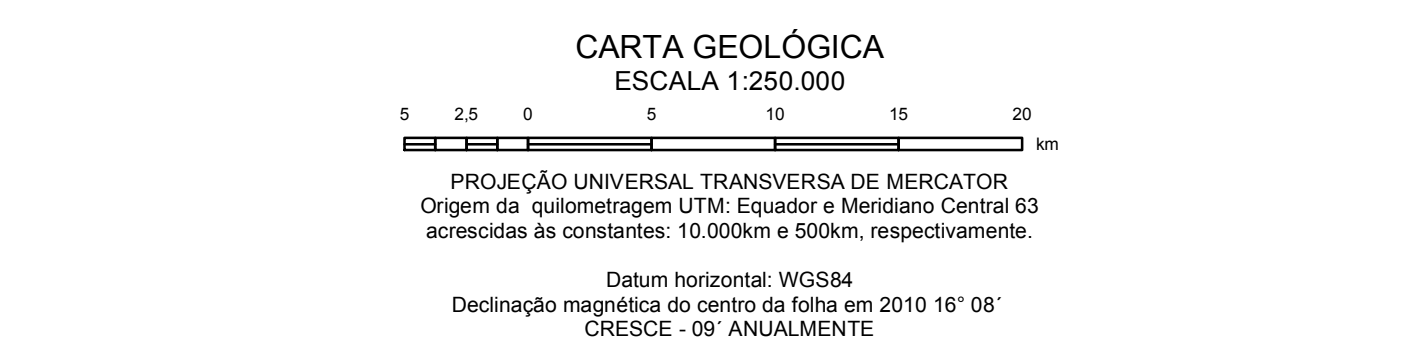 CARTA GEOLÓGICA
ESCALA 1:250.000
5 2,5 0 5 10 15 20
km
PROJEÇÃO UNIVERSAL TRANSVERSA DE MERCATOR
Origem da quilometragem UTM: Equador e Meridiano Central 63
acrescidas às constantes: 10.000km e 500km, respectivamente.
Datum horizontal: WGS84
Declinação magnética do centro da folha em 2010 16° 08´
CRESCE - 09´ ANUALMENTE